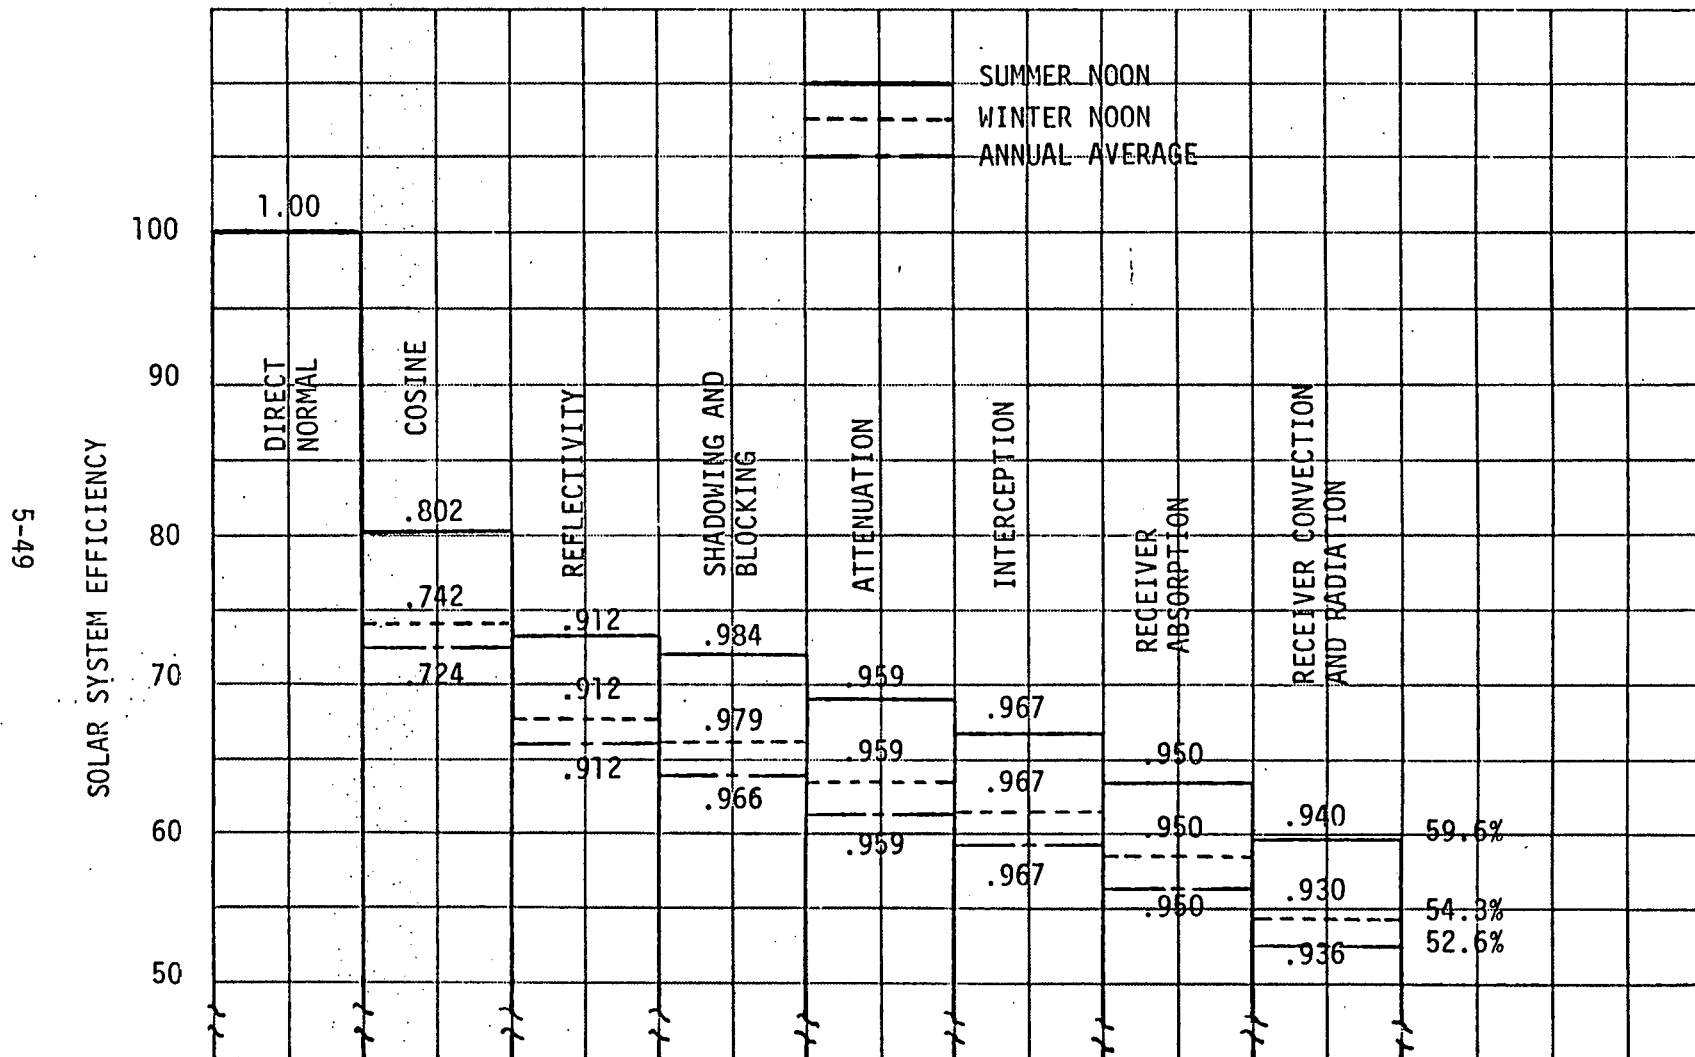 SUMMER NOON
WINTER NOON
ANNUAL AVERAGE
5-49
SOLAR SYSTEM EFFICIENCY
100
90
80
70
60
50
DIRECT
NORMAL
1.00
COSINE
.802
.742
.724
REFLECTIVITY
.912
.912
.912
SHADOWING AND
BLOCKING
.984
.979
.966
ATTENUATION
.959
.959
.959
INTERCEPTION
.967
.967
.967
RECEIVER
ABSORPTION
.950
.950
.950
RECEIVER CONVECTION
AND RADIATION
.940
.930
.936
59.6%
54.3%
52.6%